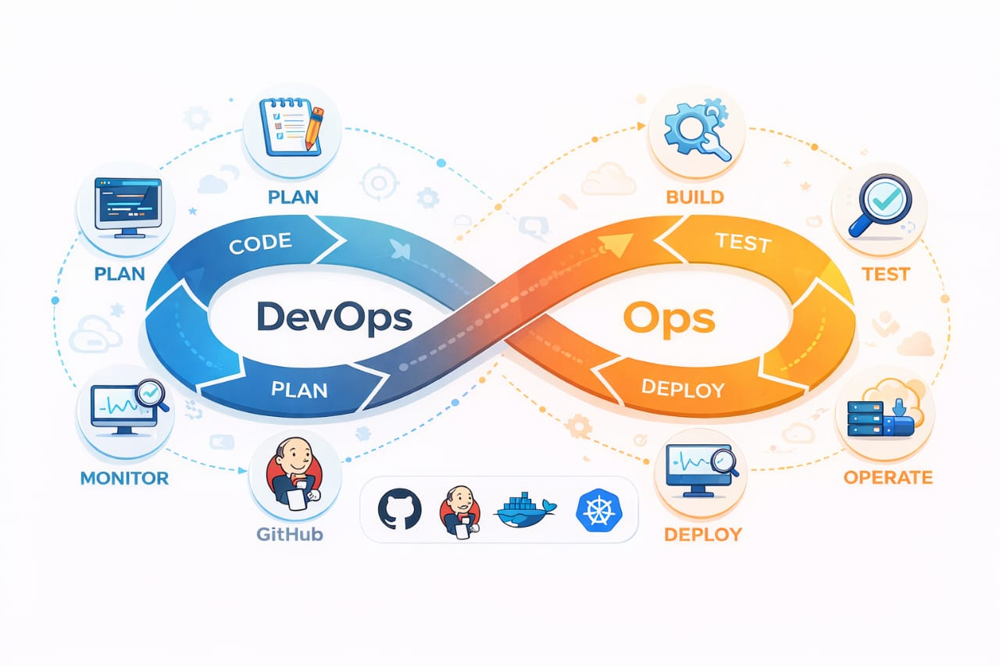 PLAN
BUILD
PLAN
TEST
CODE
TEST
DevOps
Ops
PLAN
DEPLOY
MONITOR
OPERATE
GitHub
DEPLOY